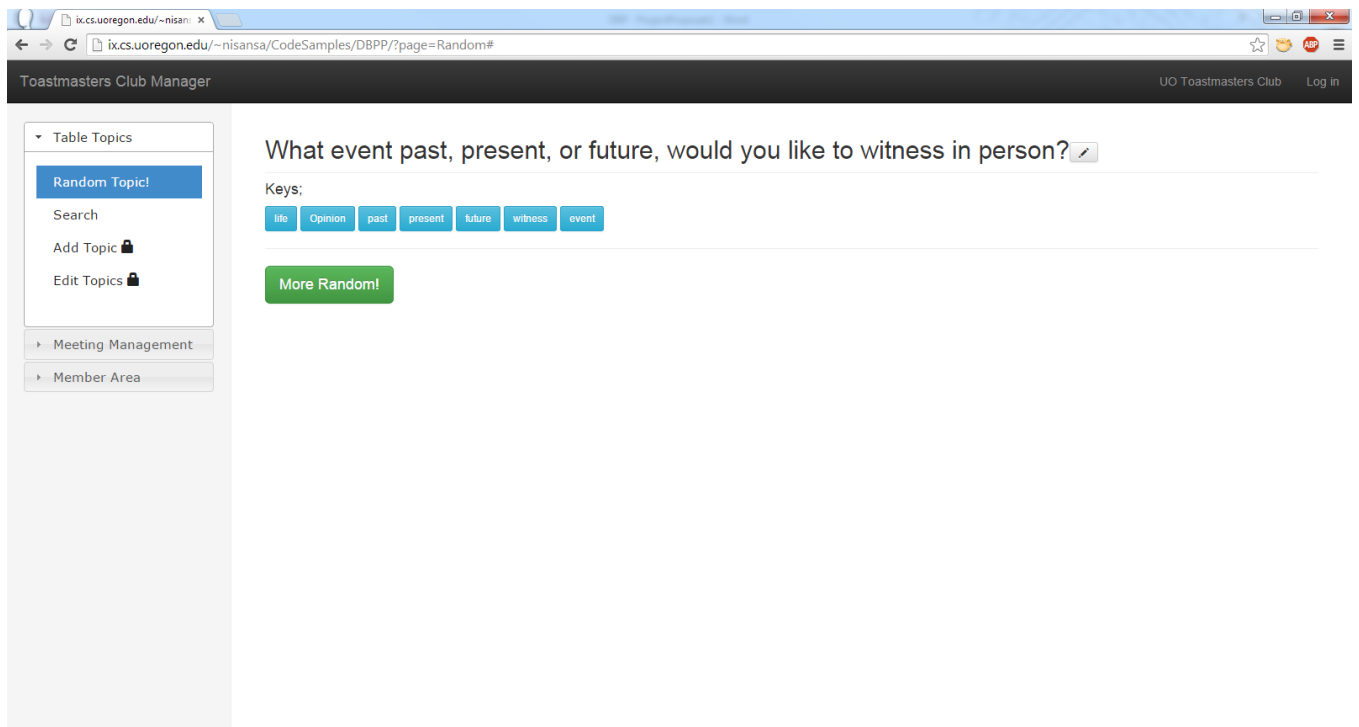 ix.cs.uoregon.edu/~nisan
ix.cs.uoregon.edu/~nisansa/CodeSamples/DBPP/?page=Random#
ABP
Toastmasters Club Manager
UO Toastmasters Club
Log in
Table Topics
Random Topic!
Search
Add Topic
Edit Topics
Meeting Management
Member Area
What event past, present, or future, would you like to witness in person?
Keys;
life Opinion past present future witness event
More Random!